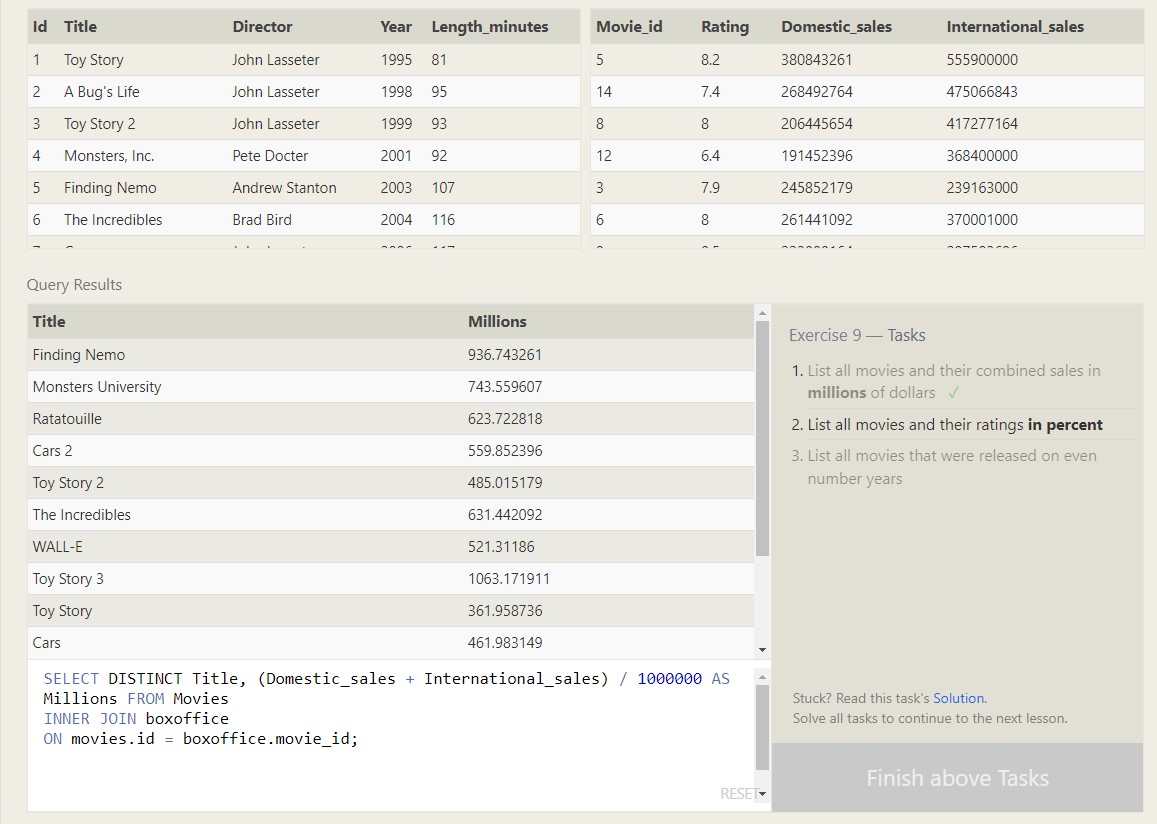 Id Title Director Year Length_minutes
1 Toy Story John Lasseter 1995 81
2 A Bug's Life John Lasseter 1998 95
3 Toy Story 2 John Lasseter 1999 93
4 Monsters, Inc. Pete Docter 2001 92
5 Finding Nemo Andrew Stanton 2003 107
6 The Incredibles Brad Bird 2004 116
Movie_id Rating Domestic_sales International_sales
5 8.2 380843261 555900000
14 7.4 268492764 475066843
8 8 206445654 417277164
12 6.4 191452396 368400000
3 7.9 245852179 239163000
6 8 261441092 370001000
Query Results
Title Millions
Finding Nemo 936.743261
Monsters University 743.559607
Ratatouille 623.722818
Cars 2 559.852396
Toy Story 2 485.015179
The Incredibles 631.442092
WALL-E 521.31186
Toy Story 3 1063.171911
Toy Story 361.958736
Cars 461.983149
SELECT DISTINCT Title, (Domestic_sales + International_sales) / 1000000 AS
Millions FROM Movies
INNER JOIN boxoffice
ON movies.id = boxoffice.movie_id;
RESET
Exercise 9 — Tasks
1. List all movies and their combined sales in
millions of dollars ✓
2. List all movies and their ratings in percent
3. List all movies that were released on even
number years
Stuck? Read this task's Solution.
Solve all tasks to continue to the next lesson.
Finish above Tasks